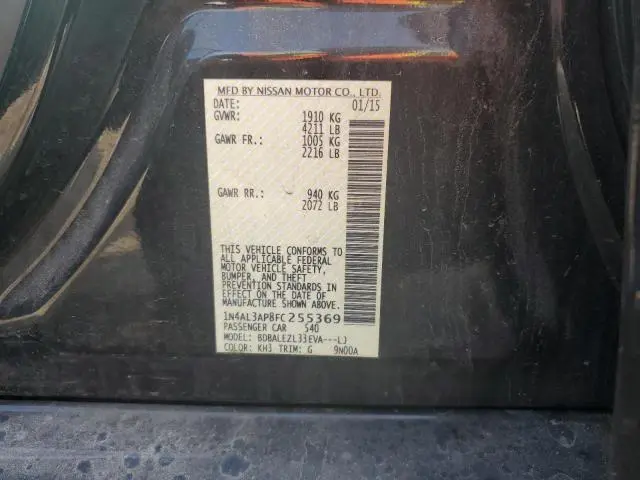 MFD BY NISSAN MOTOR CO., LTD.
DATE: 01/15
GVWR: 1910 KG
4211 LB
GAWR FR.: 1005 KG
2216 LB
GAWR RR.: 940 KG
2072 LB
THIS VEHICLE CONFORMS TO
ALL APPLICABLE FEDERAL
MOTOR VEHICLE SAFETY,
BUMPER, AND THEFT
PREVENTION STANDARDS IN
EFFECT ON THE DATE OF
MANUFACTURE SHOWN ABOVE.
1N4AL3AP8FC255369
PASSENGER CAR 540
MODEL: BDBALEZL33EVA---LJ
COLOR: KH3 TRIM: G 9N00A